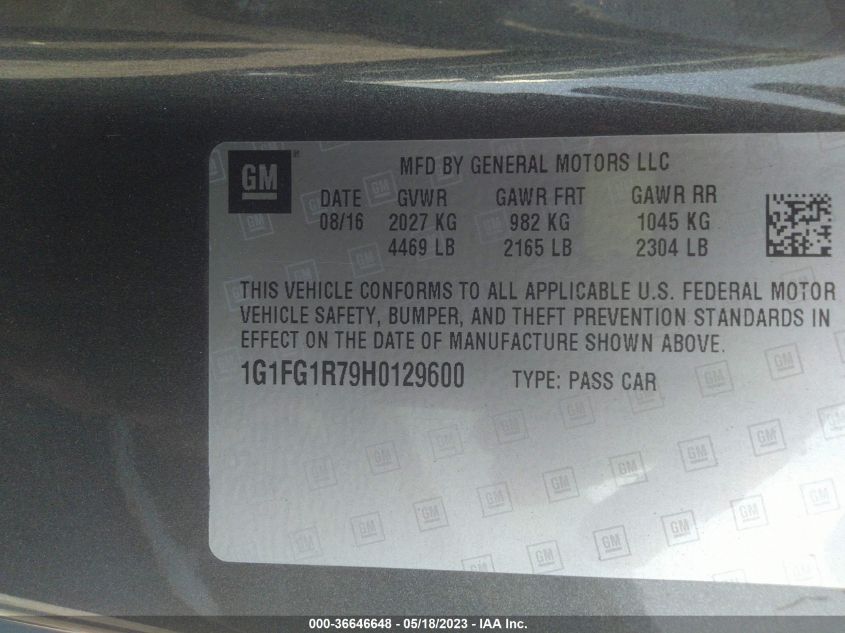 GM MFD BY GENERAL MOTORS LLC
DATE GVWR GAWR FRT GAWR RR
08/16 2027 KG 982 KG 1045 KG
4469 LB 2165 LB 2304 LB
THIS VEHICLE CONFORMS TO ALL APPLICABLE U.S. FEDERAL MOTOR
VEHICLE SAFETY, BUMPER, AND THEFT PREVENTION STANDARDS IN
EFFECT ON THE DATE OF MANUFACTURE SHOWN ABOVE.
1G1FG1R79H0129600 TYPE: PASS CAR
000-36646648 - 05/18/2023 - IAA Inc.